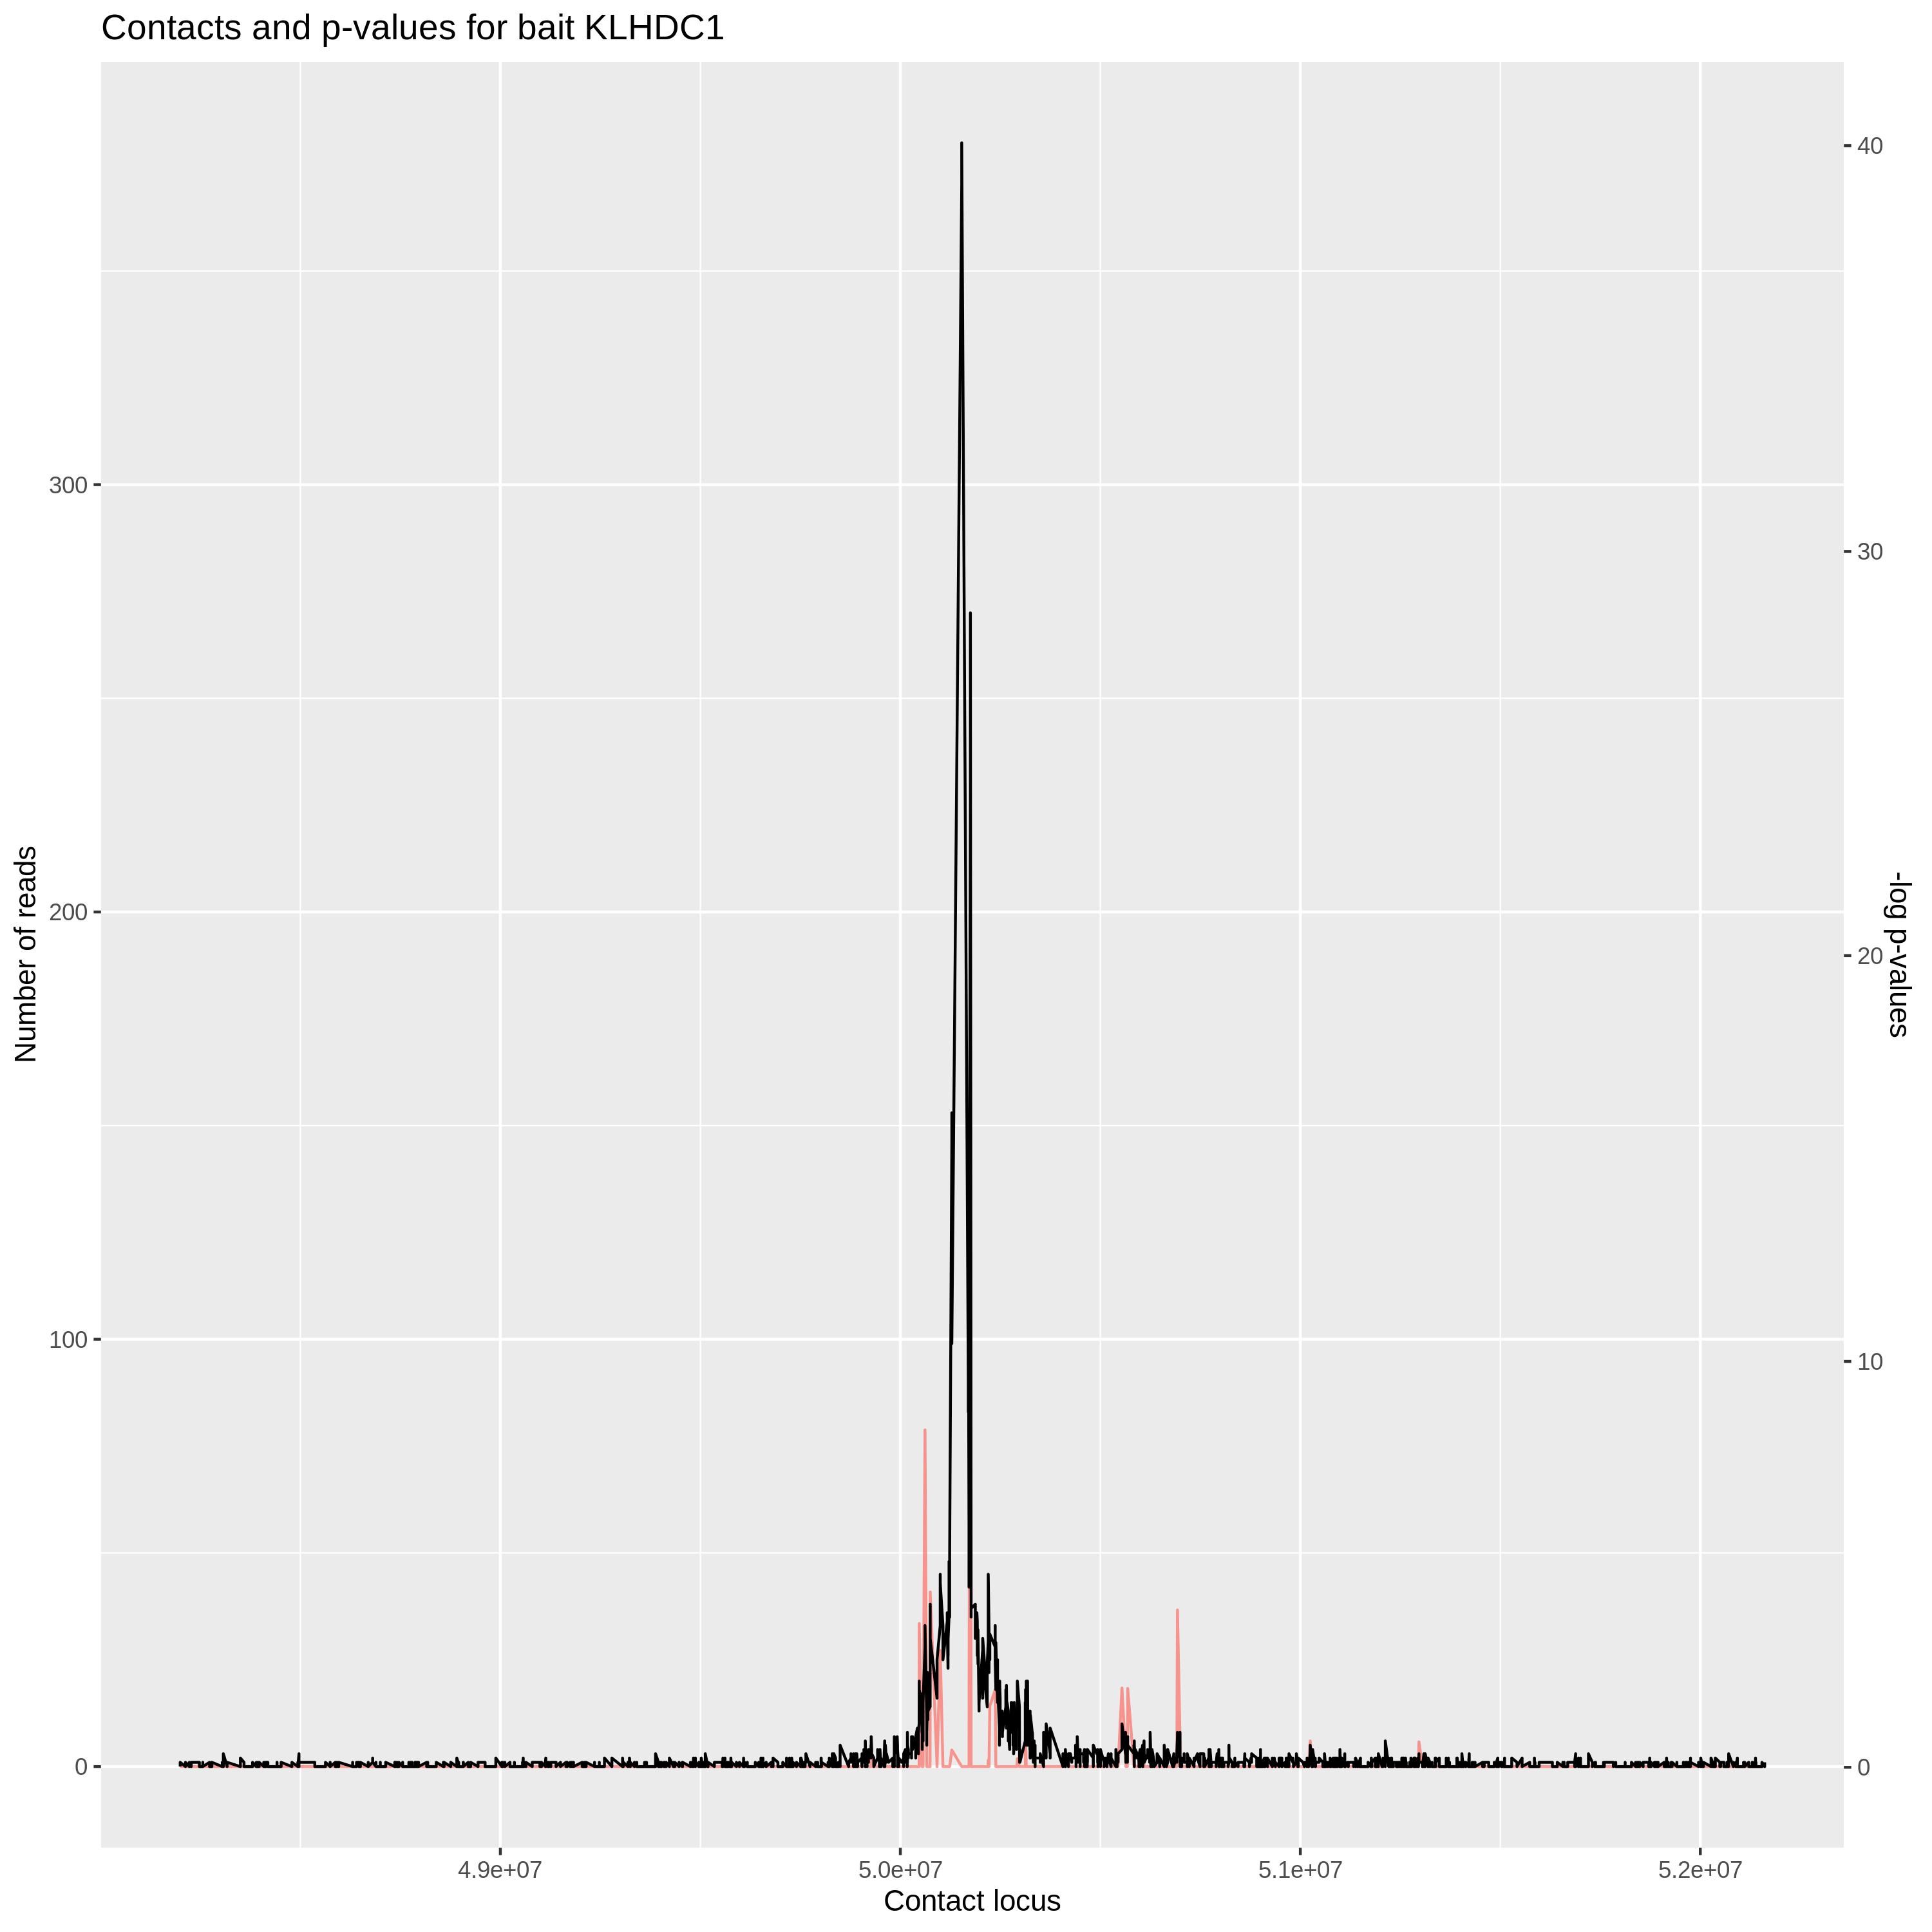 Contacts and p-values for bait KLHDC1
Number of reads
300
200
100
0
40
30
20
10
0
-log p-values
4.9e+07 5.0e+07 5.1e+07 5.2e+07
Contact locus